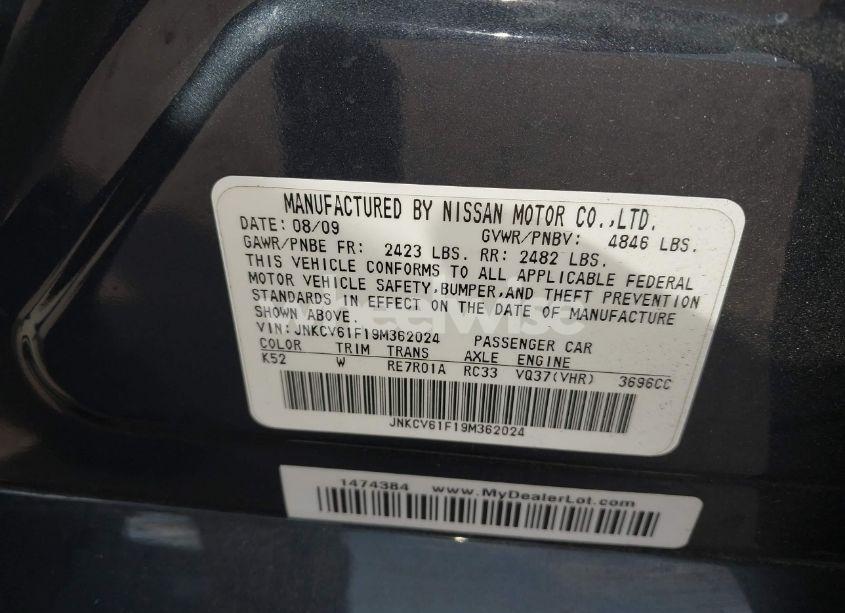 MANUFACTURED BY NISSAN MOTOR CO.,LTD.
DATE: 08/09 GVWR/PNBV: 4846 LBS.
GAWR/PNBE FR: 2423 LBS. RR: 2482 LBS.
THIS VEHICLE CONFORMS TO ALL APPLICABLE FEDERAL
MOTOR VEHICLE SAFETY,BUMPER,AND THEFT PREVENTION
STANDARDS IN EFFECT ON THE DATE OF MANUFACTURE
SHOWN ABOVE.
VIN:JNKCV61F19M362024 PASSENGER CAR
COLOR TRIM TRANS AXLE ENGINE
K52 W RE7R01A RC33 VQ37(VHR) 3696CC
JNKCV61F19M362024
1474384 www.MyDealerLot.com